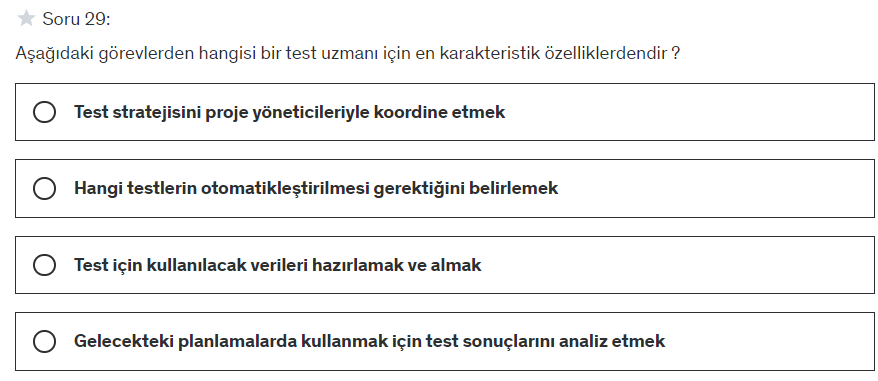 Soru 29:
Aşağıdaki görevlerden hangisi bir test uzmanı için en karakteristik özelliklerdendir ?
Test stratejisini proje yöneticileriyle koordine etmek
Hangi testlerin otomatikleştirilmesi gerektiğini belirlemek
Test için kullanılacak verileri hazırlamak ve almak
Gelecekteki planlamalarda kullanmak için test sonuçlarını analiz etmek